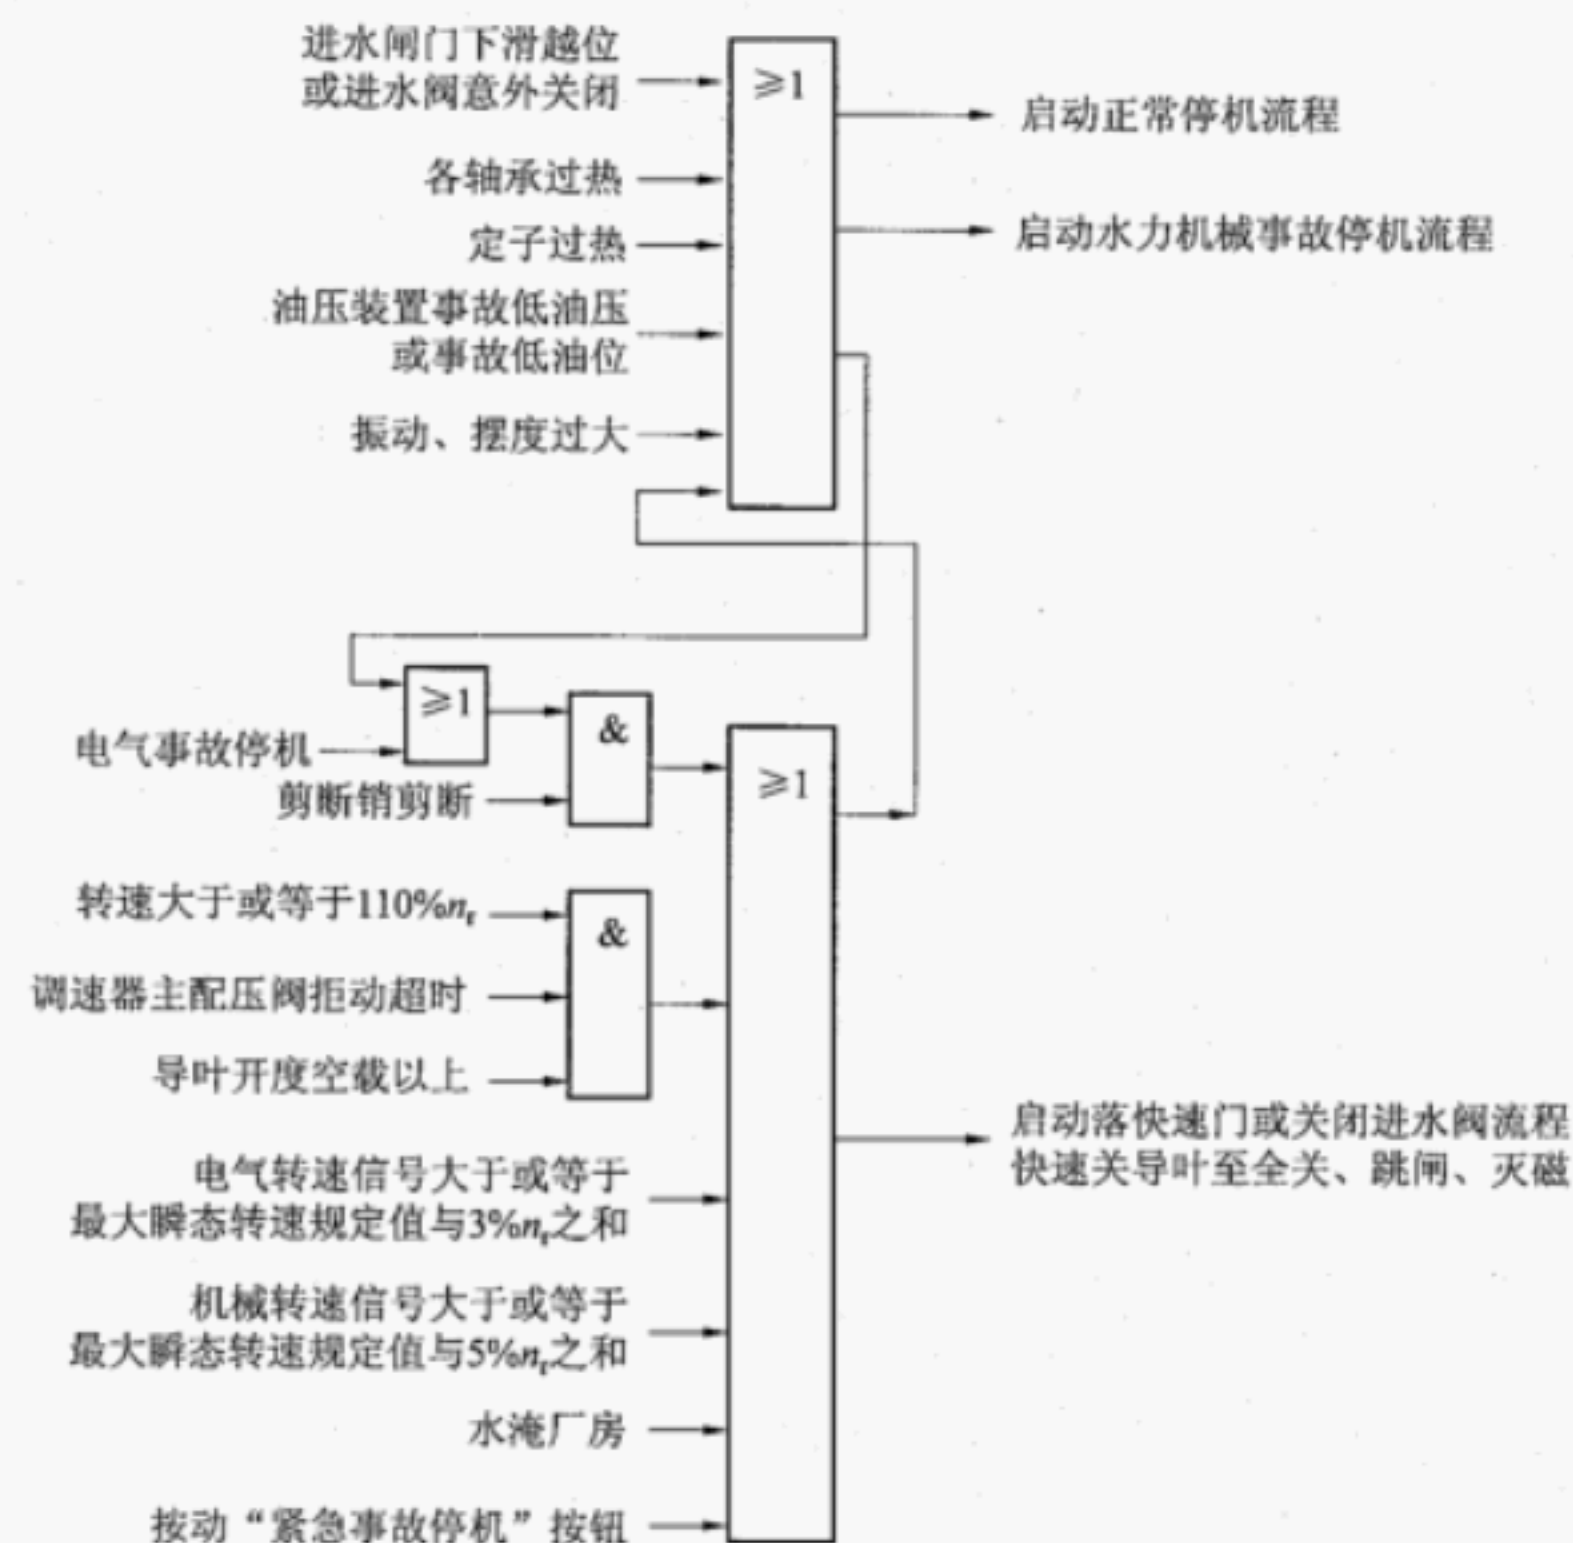 进水闸门下滑越位
或进水阀意外关闭
≥1
启动正常停机流程
各轴承过热
启动水力机械事故停机流程
定子过热
油压装置事故低油压
或事故低油位
振动、摆度过大
≥1
&
电气事故停机
≥1
剪断销剪断
转速大于或等于110%nr
&
调速器主配压阀拒动超时
导叶开度空载以上
启动落快速门或关闭进水阀流程
快速关导叶至全关、跳闸、灭磁
电气转速信号大于或等于
最大瞬态转速规定值与3%nr之和
机械转速信号大于或等于
最大瞬态转速规定值与5%nr之和
水淹厂房
按动“紧急事故停机”按钮